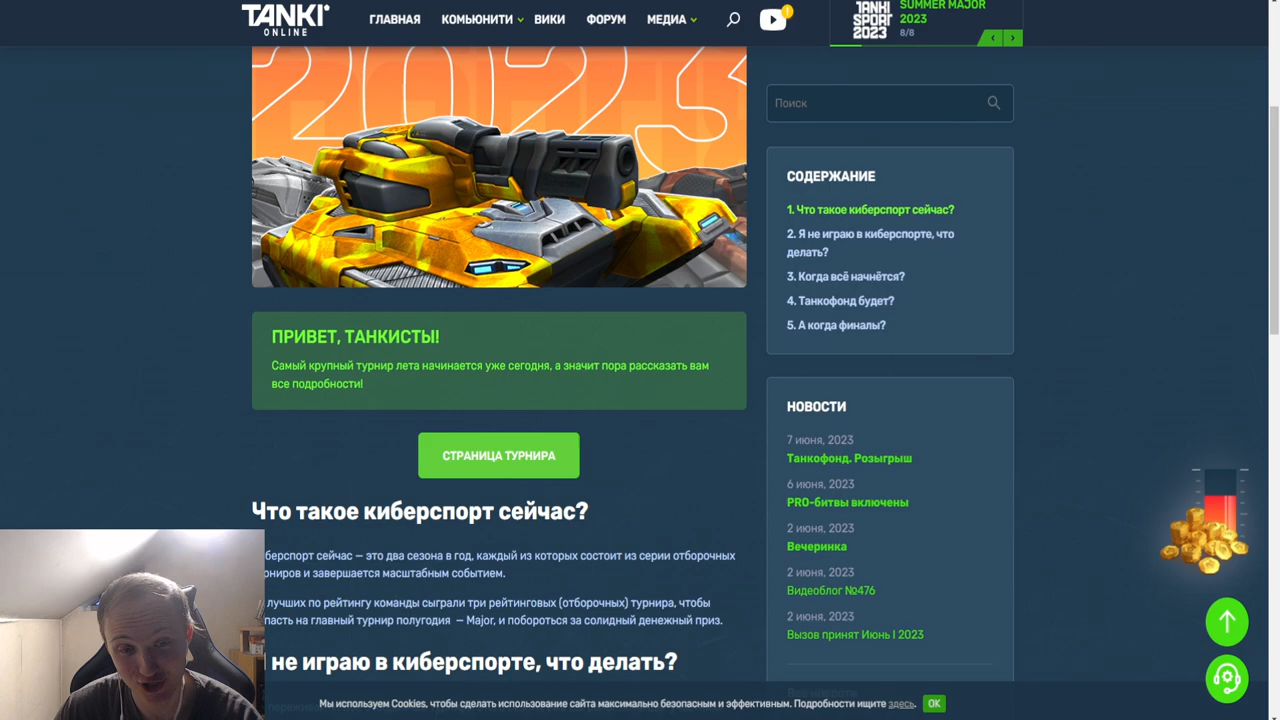 TANKI
ONLINE
ГЛАВНАЯ
КОМЬЮНИТИ
ВИКИ
ФОРУМ
МЕДИА
TANKI
SPORT
2023
SUMMER MAJOR
2023
8/8
2023
ПРИВЕТ, ТАНКИСТЫ!
Самый крупный турнир лета начинается уже сегодня, а значит пора рассказать вам
все подробности!
СТРАНИЦА ТУРНИРА
Что такое киберспорт сейчас?
берспорт сейчас — это два сезона в год, каждый из которых состоит из серии отборочных
рниров и завершается масштабным событием.
лучших по рейтингу команды сыграли три рейтинговых (отборочных) турнира, чтобы
пасть на главный турнир полугодия — Major, и побороться за солидный денежный приз.
не играю в киберспорте, что делать?
Поиск
СОДЕРЖАНИЕ
1. Что такое киберспорт сейчас?
2. Я не играю в киберспорте, что
делать?
3. Когда всё начнётся?
4. Танкофонд будет?
5. А когда финалы?
НОВОСТИ
7 июня, 2023
Танкофонд. Розыгрыш
6 июня, 2023
PRO-битвы включены
2 июня, 2023
Вечеринка
2 июня, 2023
Видеоблог №476
2 июня, 2023
Вызов принят Июнь I 2023
Все новости
Мы используем Cookies, чтобы сделать использование сайта максимально безопасным и эффективным. Подробности ищите здесь.
OK